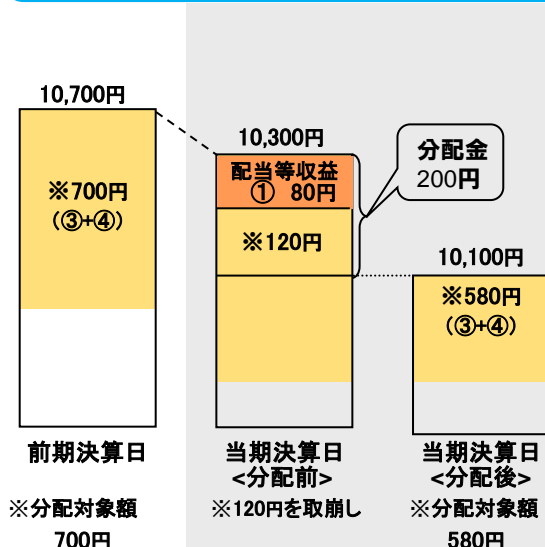 10,700円
※700円
(③+④)
前期決算日
※分配対象額
700円
10,300円
配当等収益
① 80円
※120円
当期決算日
<分配前>
※120円を取崩し
分配金
200円
10,100円
※580円
(③+④)
当期決算日
<分配後>
※分配対象額
580円